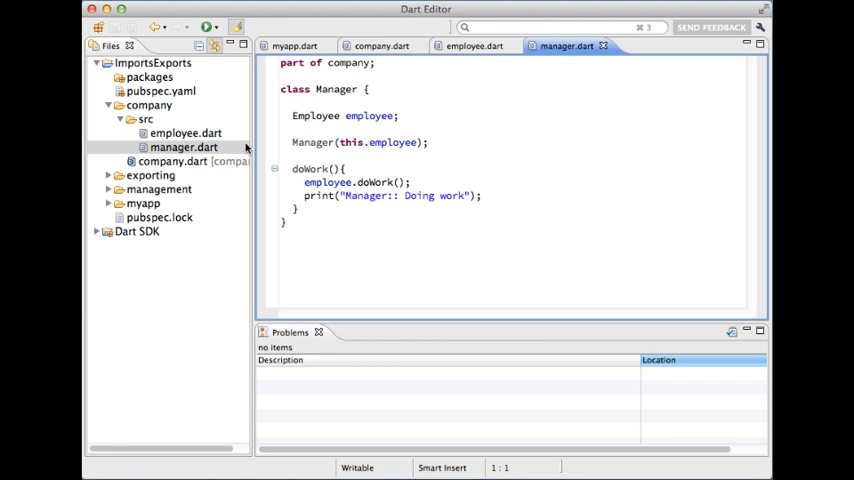 Dart Editor
⌘ 3
SEND FEEDBACK
Files
myapp.dart
company.dart
employee.dart
manager.dart
ImportsExports
packages
pubspec.yaml
company
src
employee.dart
manager.dart
company.dart [compa
exporting
management
myapp
pubspec.lock
Dart SDK
part of company;
class Manager {
Employee employee;
Manager(this.employee);
doWork(){
employee.doWork();
print("Manager:: Doing work");
}
}
Problems
no items
Description
Location
Writable
Smart Insert
1 : 1